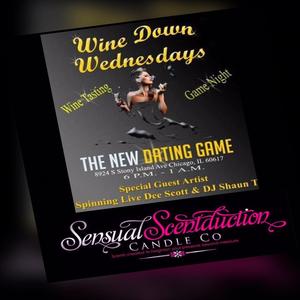 Wine Down
Wednesdays
Wine Tasting
Game Night
THE NEW DATING GAME
8924 S Stony Island Ave Chicago, IL 60617
6 P.M. - 1 A.M.
Special Guest Artist
Spinning Live Dee Scott & DJ Shaun T
Sensual Scentduction
CANDLE CO